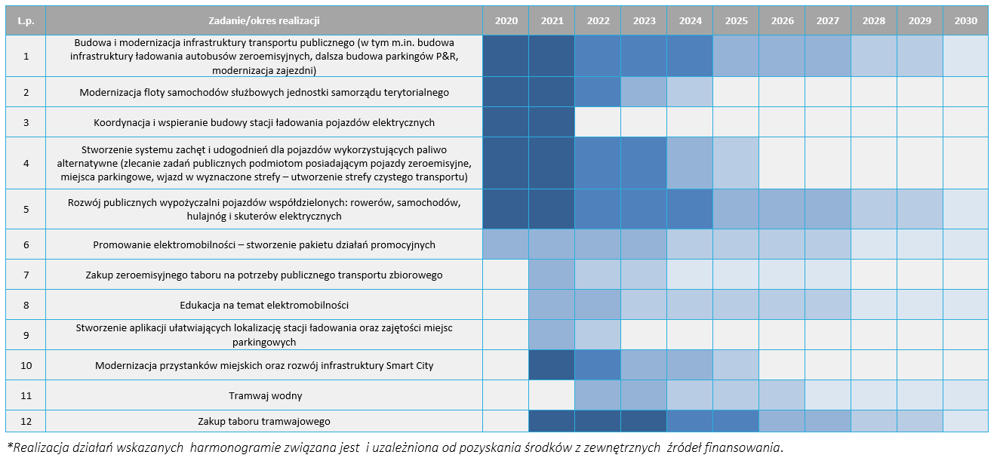 L.p. Zadanie/okres realizacji 2020 2021 2022 2023 2024 2025 2026 2027 2028 2029 2030
1 Budowa i modernizacja infrastruktury transportu publicznego (w tym m.in. budowa
infrastruktury ładowania autobusów zeroemisyjnych, dalsza budowa parkingów P&R,
modernizacja zajezdni)
2 Modernizacja floty samochodów służbowych jednostki samorządu terytorialnego
3 Koordynacja i wspieranie budowy stacji ładowania pojazdów elektrycznych
4 Stworzenie systemu zachęt i udogodnień dla pojazdów wykorzystujących paliwo
alternatywne (zlecanie zadań publicznych podmiotom posiadającym pojazdy zeroemisyjne,
miejsca parkingowe, wjazd w wyznaczone strefy – utworzenie strefy czystego transportu)
5 Rozwój publicznych wypożyczalni pojazdów współdzielonych: rowerów, samochodów,
hulajnóg i skuterów elektrycznych
6 Promowanie elektromobilności – stworzenie pakietu działań promocyjnych
7 Zakup zeroemisyjnego taboru na potrzeby publicznego transportu zbiorowego
8 Edukacja na temat elektromobilności
9 Stworzenie aplikacji ułatwiających lokalizację stacji ładowania oraz zajętości miejsc
parkingowych
10 Modernizacja przystanków miejskich oraz rozwój infrastruktury Smart City
11 Tramwaj wodny
12 Zakup taboru tramwajowego
*Realizacja działań wskazanych harmonogramie związana jest i uzależniona od pozyskania środków z zewnętrznych źródeł finansowania.